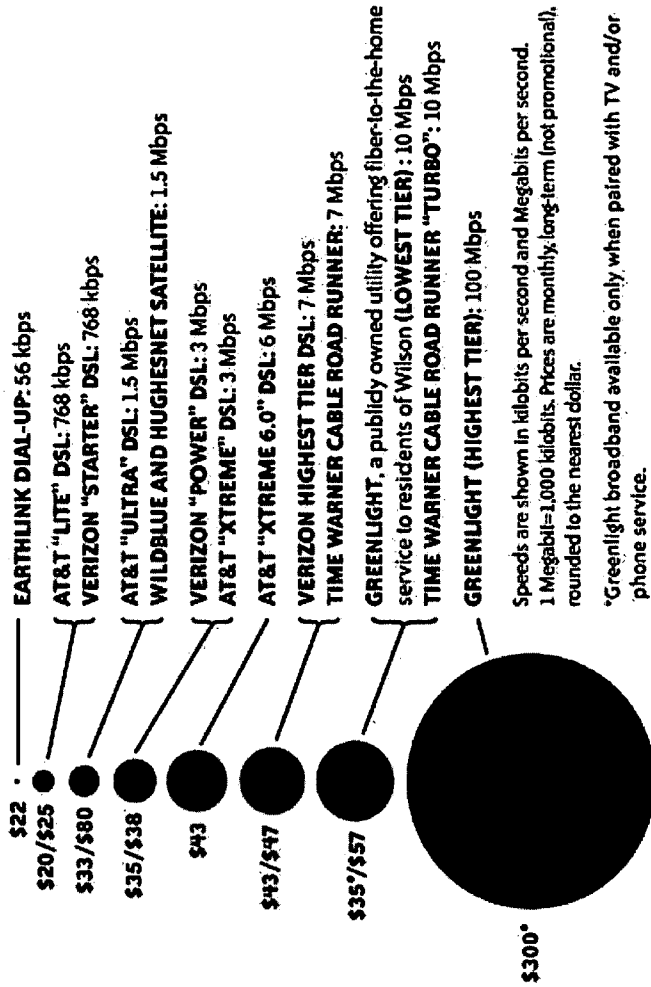 $22
EARTHLINK DIAL-UP: 56 kbps
$20/$25
AT&T "LITE" DSL: 768 kbps
VERIZON "STARTER" DSL: 768 kbps
$33/$80
AT&T "ULTRA" DSL: 1.5 Mbps
WILDBLUE AND HUGHESNET SATELLITE: 1.5 Mbps
$35/$38
VERIZON "POWER" DSL: 3 Mbps
AT&T "XTREME" DSL: 3 Mbps
$43
AT&T "XTREME 6.0" DSL: 6 Mbps
$43/$47
VERIZON HIGHEST TIER DSL: 7 Mbps
TIME WARNER CABLE ROAD RUNNER: 7 Mbps
$35*/$57
GREENLIGHT, a publicly owned utility offering fiber-to-the-home
service to residents of Wilson (LOWEST TIER) : 10 Mbps
TIME WARNER CABLE ROAD RUNNER "TURBO": 10 Mbps
$300*
GREENLIGHT (HIGHEST TIER): 100 Mbps
Speeds are shown in kilobits per second and Megabits per second.
1 Megabit=1,000 kilobits. Prices are monthly, long-term (not promotional),
rounded to the nearest dollar.
*Greenlight broadband available only when paired with TV and/or
phone service.